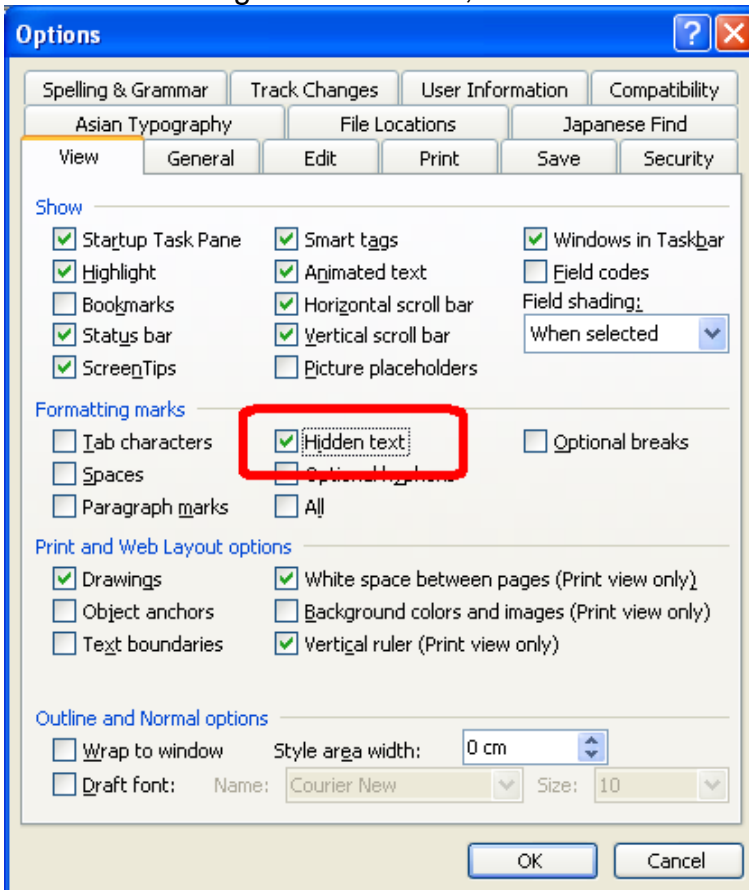 Options
Spelling & Grammar Track Changes User Information Compatibility
Asian Typography File Locations Japanese Find
View General Edit Print Save Security
Show
Startup Task Pane Smart tags Windows in Taskbar
Highlight Animated text Field codes
Bookmarks Horizontal scroll bar Field shading:
Status bar Vertical scroll bar When selected
ScreenTips Picture placeholders
Formatting marks
Tab characters Hidden text Optional breaks
Spaces Optional hyphens
Paragraph marks All
Print and Web Layout options
Drawings White space between pages (Print view only)
Object anchors Background colors and images (Print view only)
Text boundaries Vertical ruler (Print view only)
Outline and Normal options
Wrap to window Style area width: 0 cm
Draft font: Name: Courier New Size: 10
OK Cancel